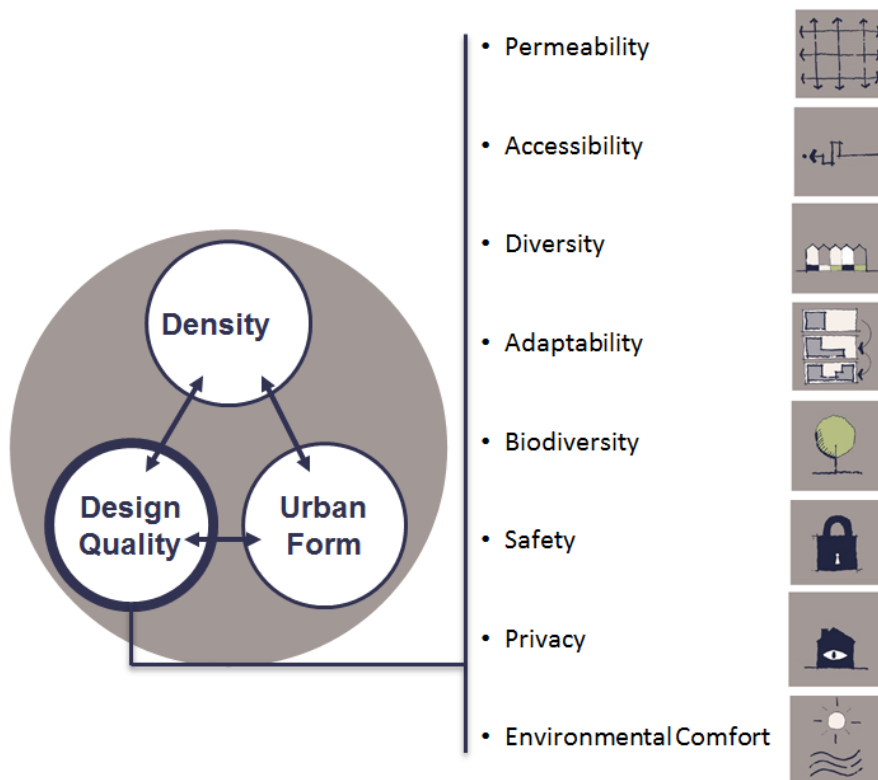 Density
Design
Quality
Urban
Form
• Permeability
• Accessibility
• Diversity
• Adaptability
• Biodiversity
• Safety
• Privacy
• Environmental Comfort